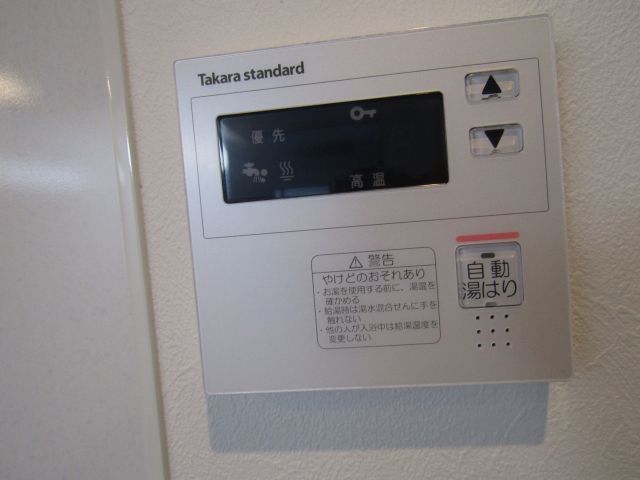 Takara standard
優先
高温
警告
やけどのおそれあり
・お湯を使用する前に、湯温を
確かめる
・給湯時は湯水混合せんに手を
触れない
・他の人が入浴中は給湯温度を
変更しない
自動
湯はり